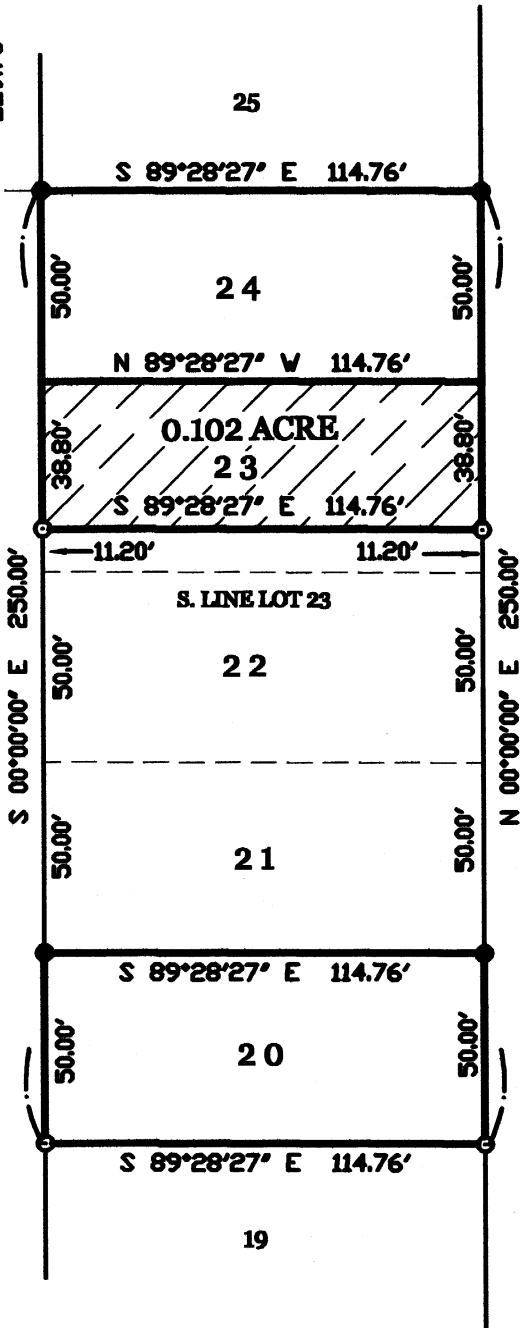 25
S 89°28'27" E 114.76'
50.00'
24
50.00'
N 89°28'27" W 114.76'
38.80'
0.102 ACRE
23
38.80'
S 89°28'27" E 114.76'
11.20'
11.20'
S. LINE LOT 23
S 00°00'00" E 250.00'
N 00°00'00" E 250.00'
50.00'
22
50.00'
50.00'
21
50.00'
S 89°28'27" E 114.76'
50.00'
20
50.00'
S 89°28'27" E 114.76'
19